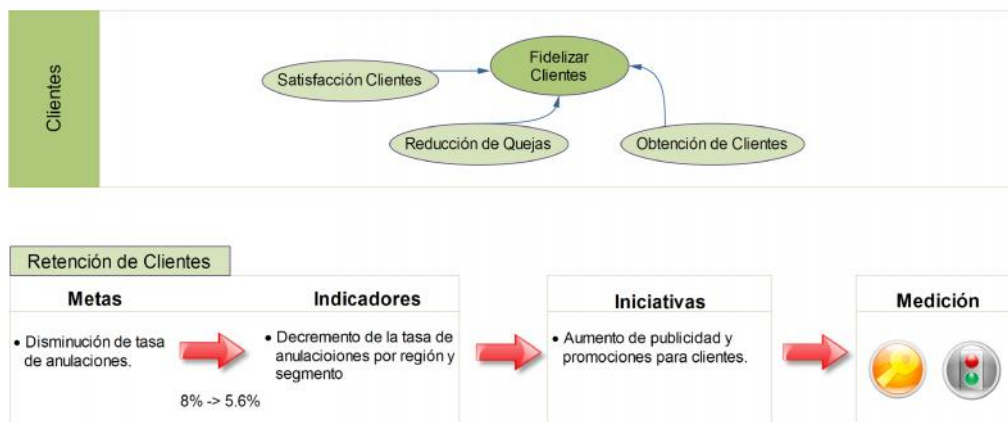 Clientes
Fidelizar
Clientes
Satisfacción Clientes
Reducción de Quejas
Obtención de Clientes
Retención de Clientes
Metas
Indicadores
Iniciativas
Medición
• Disminución de tasa
de anulaciones.
8% -> 5.6%
• Decremento de la tasa de
anulacioiones por región y
segmento
• Aumento de publicidad y
promociones para clientes.